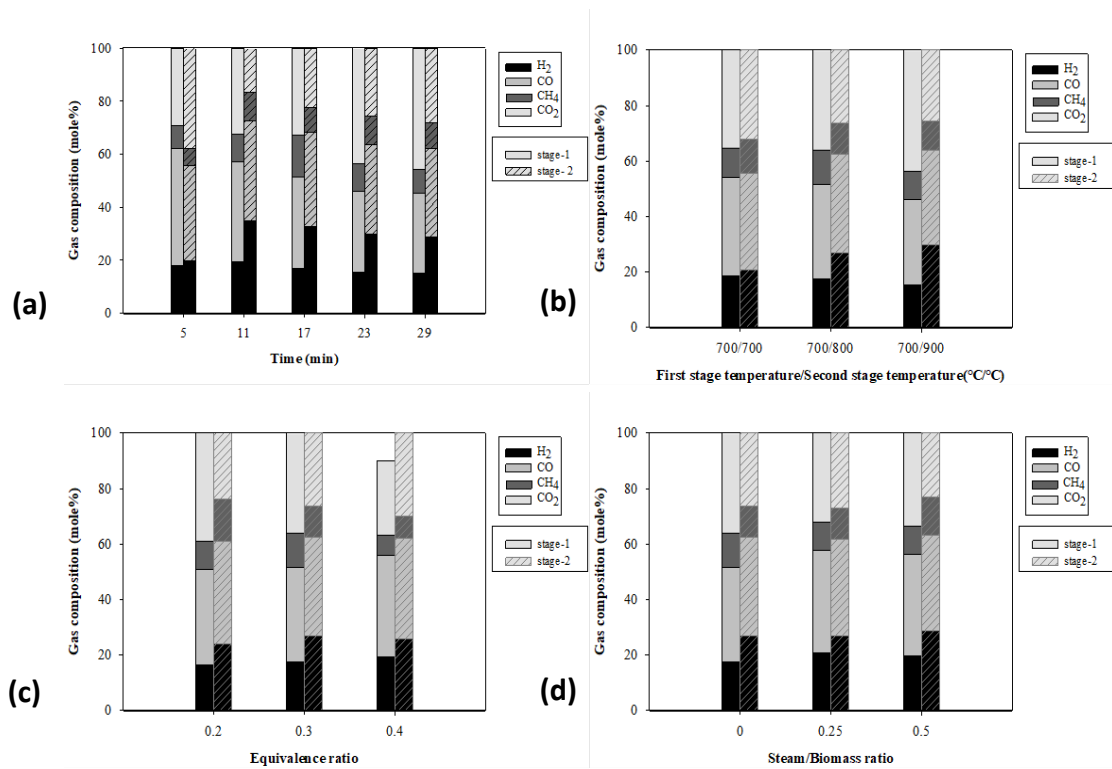 (a)
100
80
60
40
20
0
Gas composition (mole%)
5 11 17 23 29
Time (min)
H2
CO
CH4
CO2
stage-1
stage- 2
(b)
100
80
60
40
20
0
Gas composition (mole%)
700/700 700/800 700/900
First stage temperature/Second stage temperature(°C/°C)
H2
CO
CH4
CO2
stage-1
stage-2
(c)
100
80
60
40
20
0
Gas composition (mole%)
0.2 0.3 0.4
Equivalence ratio
H2
CO
CH4
CO2
stage-1
stage-2
(d)
100
80
60
40
20
0
Gas composition (mole%)
0 0.25 0.5
Steam/Biomass ratio
H2
CO
CH4
CO2
stage-1
stage-2